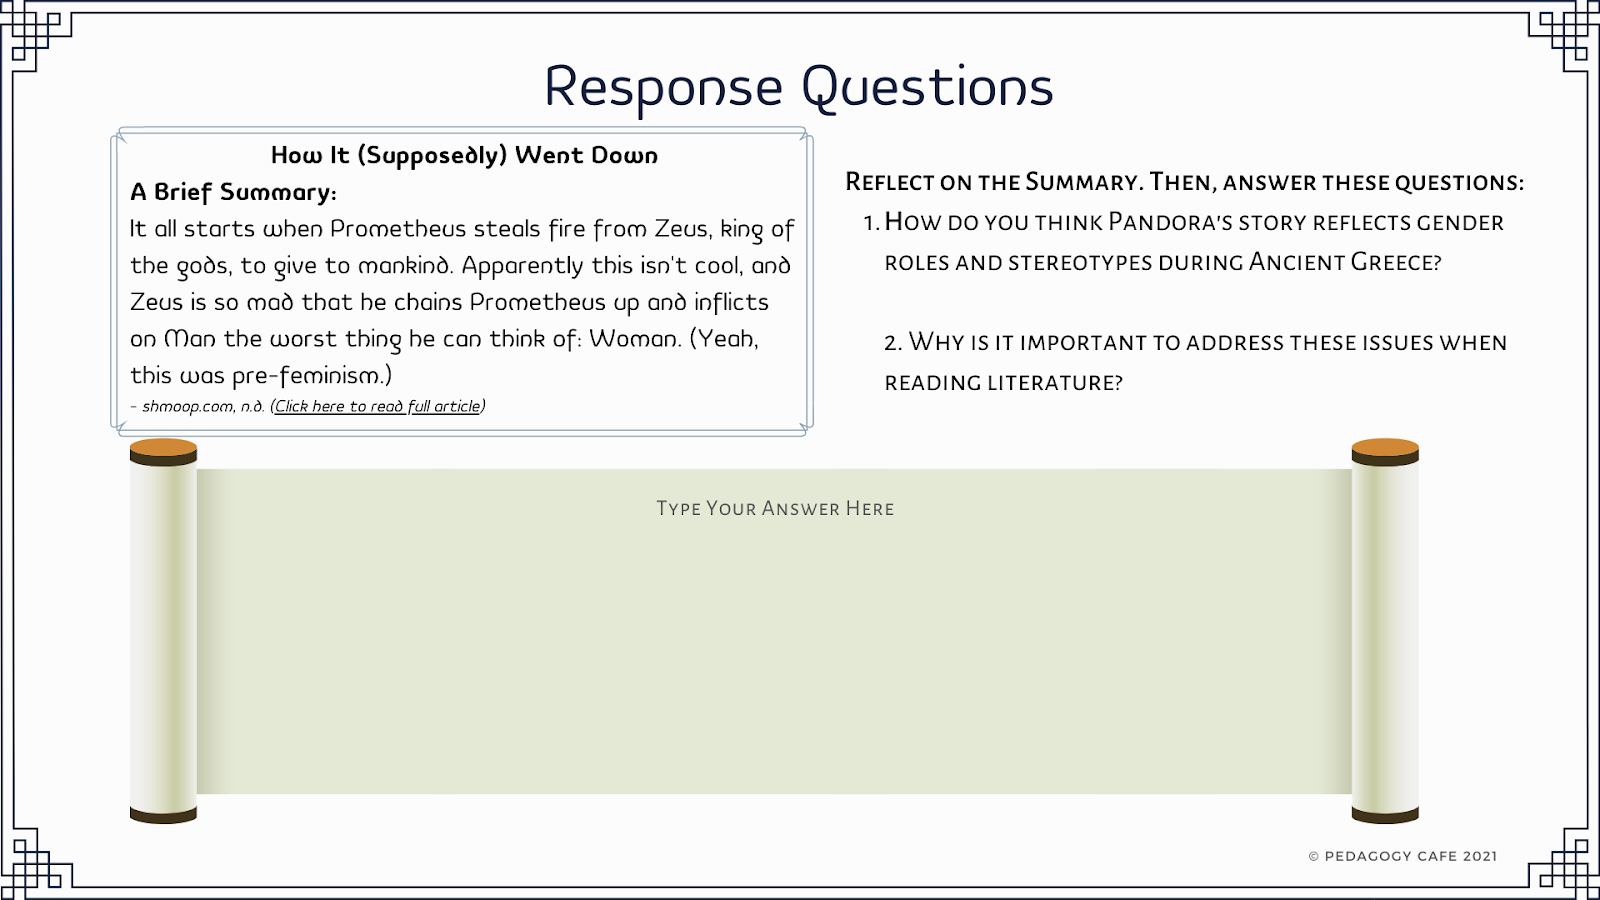 Response Questions
How It (Supposedly) Went Down
A Brief Summary:
It all starts when Prometheus steals fire from Zeus, king of
the gods, to give to mankind. Apparently this isn't cool, and
Zeus is so mad that he chains Prometheus up and inflicts
on Man the worst thing he can think of: Woman. (Yeah,
this was pre-feminism.)
- shmoop.com, n.d. (Click here to read full article)
Reflect on the Summary. Then, answer these questions:
1. How do you think Pandora's story reflects gender
roles and stereotypes during Ancient Greece?
2. Why is it important to address these issues when
reading literature?
Type Your Answer Here
© PEDAGOGY CAFE 2021